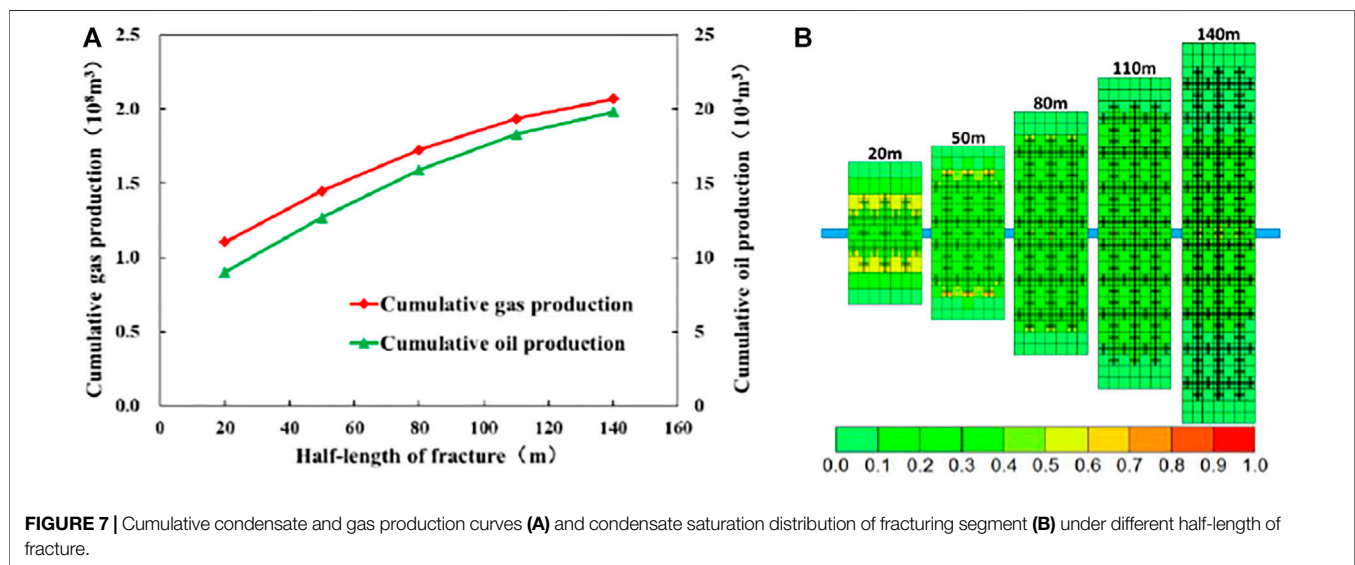 A
B
2.5
2.0
1.5
1.0
0.5
0.0
Cumulative gas production (10⁸m³)
25
20
15
10
5
0
Cumulative oil production (10⁴m³)
Cumulative gas production
Cumulative oil production
0 20 40 60 80 100 120 140 160
Half-length of fracture (m)
20m
50m
80m
110m
140m
0.0 0.1 0.2 0.3 0.4 0.5 0.6 0.7 0.8 0.9 1.0
FIGURE 7 | Cumulative condensate and gas production curves (A) and condensate saturation distribution of fracturing segment (B) under different half-length of
fracture.